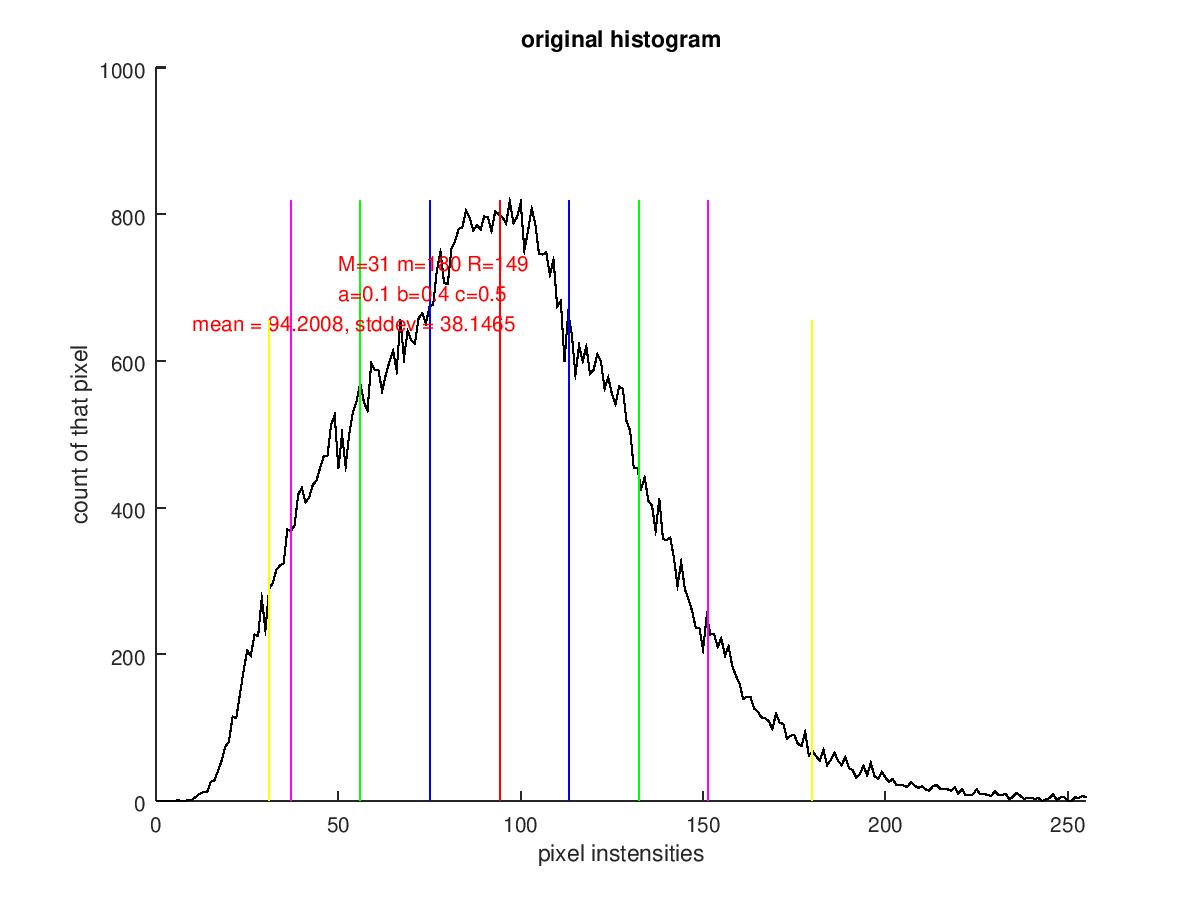 original histogram
1000
800
600
400
200
0
count of that pixel
M=31 m=180 R=149
a=0.1 b=0.4 c=0.5
mean = 94.2008, stddev = 38.1465
0 50 100 150 200 250
pixel instensities